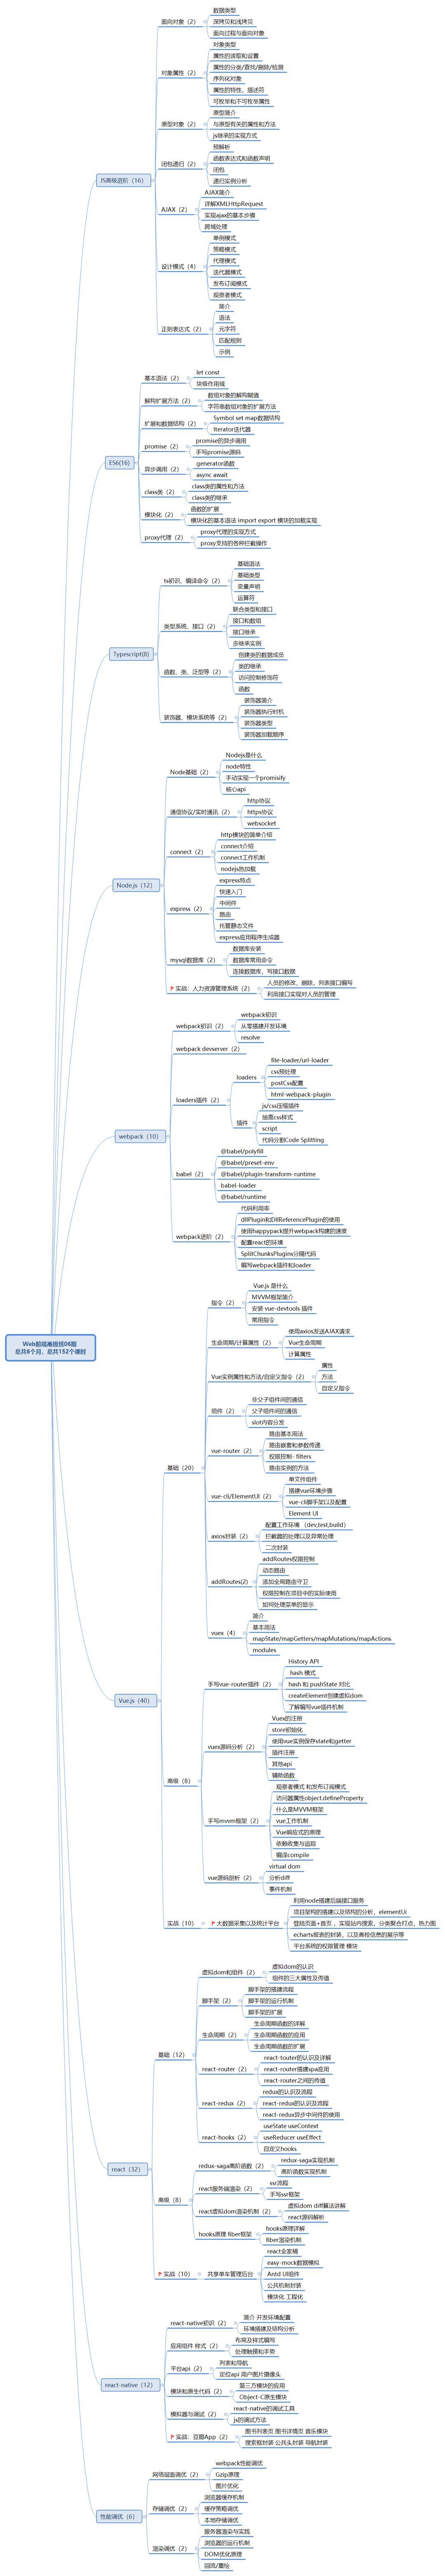 Web前端高级班06期
总共6个月，总共152个课时
JS高级进阶（16）
面向对象（2）
数据类型
深拷贝和浅拷贝
面向过程与面向对象
对象属性（2）
对象类型
属性的读取和设置
属性的分类/查找/删除/检测
序列化对象
属性的特性，描述符
可枚举和不可枚举属性
原型对象（2）
原型简介
与原型有关的属性和方法
js继承的实现方式
闭包递归（2）
预解析
函数表达式和函数声明
闭包
递归实例分析
AJAX（2）
AJAX简介
详解XMLHttpRequest
实现ajax的基本步骤
跨域处理
设计模式（4）
单例模式
策略模式
代理模式
迭代器模式
发布订阅模式
观察者模式
正则表达式（2）
简介
语法
元字符
匹配规则
示例
ES6(16)
基本语法（2）
let const
块级作用域
解构扩展方法（2）
数组对象的解构赋值
字符串数组对象的扩展方法
扩展和数据结构（2）
Symbol set map数据结构
Iterator迭代器
promise（2）
promise的异步调用
手写promise源码
异步调用（2）
generator函数
async await
class类（2）
class类的属性和方法
class类的继承
模块化（2）
函数的扩展
模块化的基本语法 import export 模块的加载实现
proxy代理（2）
proxy代理的实现方式
proxy支持的各种拦截操作
Typescript(8)
ts初识，编译命令（2）
基础语法
基础类型
变量声明
运算符
类型系统，接口（2）
联合类型和接口
接口和数组
接口继承
多继承实例
函数、类、泛型等（2）
创建类的数据成员
类的继承
访问控制修饰符
函数
装饰器、模块系统等（2）
装饰器简介
装饰器执行时机
装饰器类型
装饰器加载顺序
Node.js（12）
Node基础（2）
Nodejs是什么
node特性
手动实现一个promisify
核心api
通信协议/实时通讯（2）
http协议
https协议
websocket
connect（2）
http模块的简单介绍
connect介绍
connect工作机制
nodejs热加载
express（2）
express特点
快速入门
中间件
路由
托管静态文件
express应用程序生成器
mysql数据库（2）
数据库安装
数据库常用命令
连接数据库，写接口数据
实战：人力资源管理系统（2）
人员的修改、删除、列表接口编写
利用接口实现对人员的管理
webpack（10）
webpack初识（2）
webpack初识
从零搭建开发环境
resolve
webpack devserver（2）
loaders插件（2）
loaders
file-loader/url-loader
css预处理
postCss配置
html-webpack-plugin
插件
js/css压缩插件
抽离css样式
script
代码分割Code Splitting
babel（2）
@babel/polyfill
@babel/preset-env
@babel/plugin-transform-runtime
babel-loader
@babel/runtime
webpack进阶（2）
代码利用率
dllPlugin和DllReferencePlugin的使用
使用happypack提升webpack构建的速度
配置react的环境
SplitChunksPlugins分隔代码
编写webpack插件和loader
Vue.js（40）
基础（20）
指令（2）
Vue.js 是什么
MVVM框架简介
安装 vue-devtools 插件
常用指令
生命周期/计算属性（2）
使用axios发送AJAX请求
Vue生命周期
计算属性
Vue实例属性和方法/自定义指令（2）
属性
方法
自定义指令
组件（2）
非父子组件间的通信
父子组件间的通信
slot内容分发
vue-router（2）
路由基本用法
路由嵌套和参数传递
权限控制- filters
路由实例的方法
vue-cli/ElementUI（2）
单文件组件
搭建vue环境步骤
vue-cli脚手架以及配置
Element UI
axios封装（2）
配置工作环境 （dev,test,build）
拦截器的处理以及异常处理
二次封装
addRoutes(2)
addRoutes权限控制
动态路由
添加全局路由守卫
权限控制在项目中的实际使用
如何处理菜单的显示
vuex（4）
简介
基本用法
mapState/mapGetters/mapMutations/mapActions
modules
高级（8）
手写vue-router插件（2）
History API
hash 模式
hash 和 pushState 对比
createElement创建虚拟dom
了解编写vue插件机制
vuex源码分析（2）
Vuex的注册
store初始化
使用vue实例保存state和getter
插件注册
其他api
辅助函数
手写mvvm框架（2）
观察者模式 和发布订阅模式
访问器属性object.defineProperty
什么是MVVM框架
vue工作机制
Vue响应式的原理
依赖收集与追踪
编译compile
vue源码剖析（2）
virtual dom
分析diff
事件机制
实战（10）
大数据采集以及统计平台
利用node搭建后端接口服务
项目架构的搭建以及结构的分析，elementUi
登陆页面+首页 ，实现站内搜索，分类聚合打点，热力图
echarts报表的封装，以及高校信息的展示等
平台系统的权限管理 模块
react（32）
基础（12）
虚拟dom和组件（2）
虚拟dom的认识
组件的三大属性及传值
脚手架（2）
脚手架的搭建流程
脚手架的运行机制
脚手架的扩展
生命周期（2）
生命周期函数的详解
生命周期函数的应用
生命周期函数的扩展
react-router（2）
react-touter的认识及详解
react-router搭建spa应用
react-router之间的传值
react-redux（2）
redux的认识及流程
react-redux的认识及流程
react-redux异步中间件的使用
react-hooks（2）
useState useContext
useReducer useEffect
自定义hooks
高级（8）
redux-saga高阶函数（2）
redux-saga实现机制
高阶函数实现机制
react服务端渲染（2）
ssr流程
手写ssr框架
react虚拟dom渲染机制（2）
虚拟dom diff算法讲解
react源码解析
hooks原理 fiber框架（2）
hooks原理详解
fiber渲染机制
实战（10）
共享单车管理后台
react全家桶
easy-mock数据模拟
Antd UI组件
公共机制封装
模块化 工程化
react-native（12）
react-native初识（2）
简介 开发环境配置
环境搭建及结构分析
应用组件 样式（2）
布局及样式编写
处理触摸和手势
平台api（2）
列表和导航
定位api 用户图片摄像头
模块和原生代码（2）
第三方模块的应用
Object-C原生模块
模拟器与调试（2）
react-native的调试工具
js的调试方法
实战：豆瓣App（2）
图书列表页 图书详情页 音乐模块
搜索框封装 公共头封装 导航封装
性能调优（6）
网络层面调优（2）
webpack性能调优
Gzip原理
图片优化
存储调优（2）
浏览器缓存机制
缓存策略调优
本地存储调优
渲染调优（2）
服务器渲染与实践
浏览器的运行机制
DOM优化原理
回流/重绘